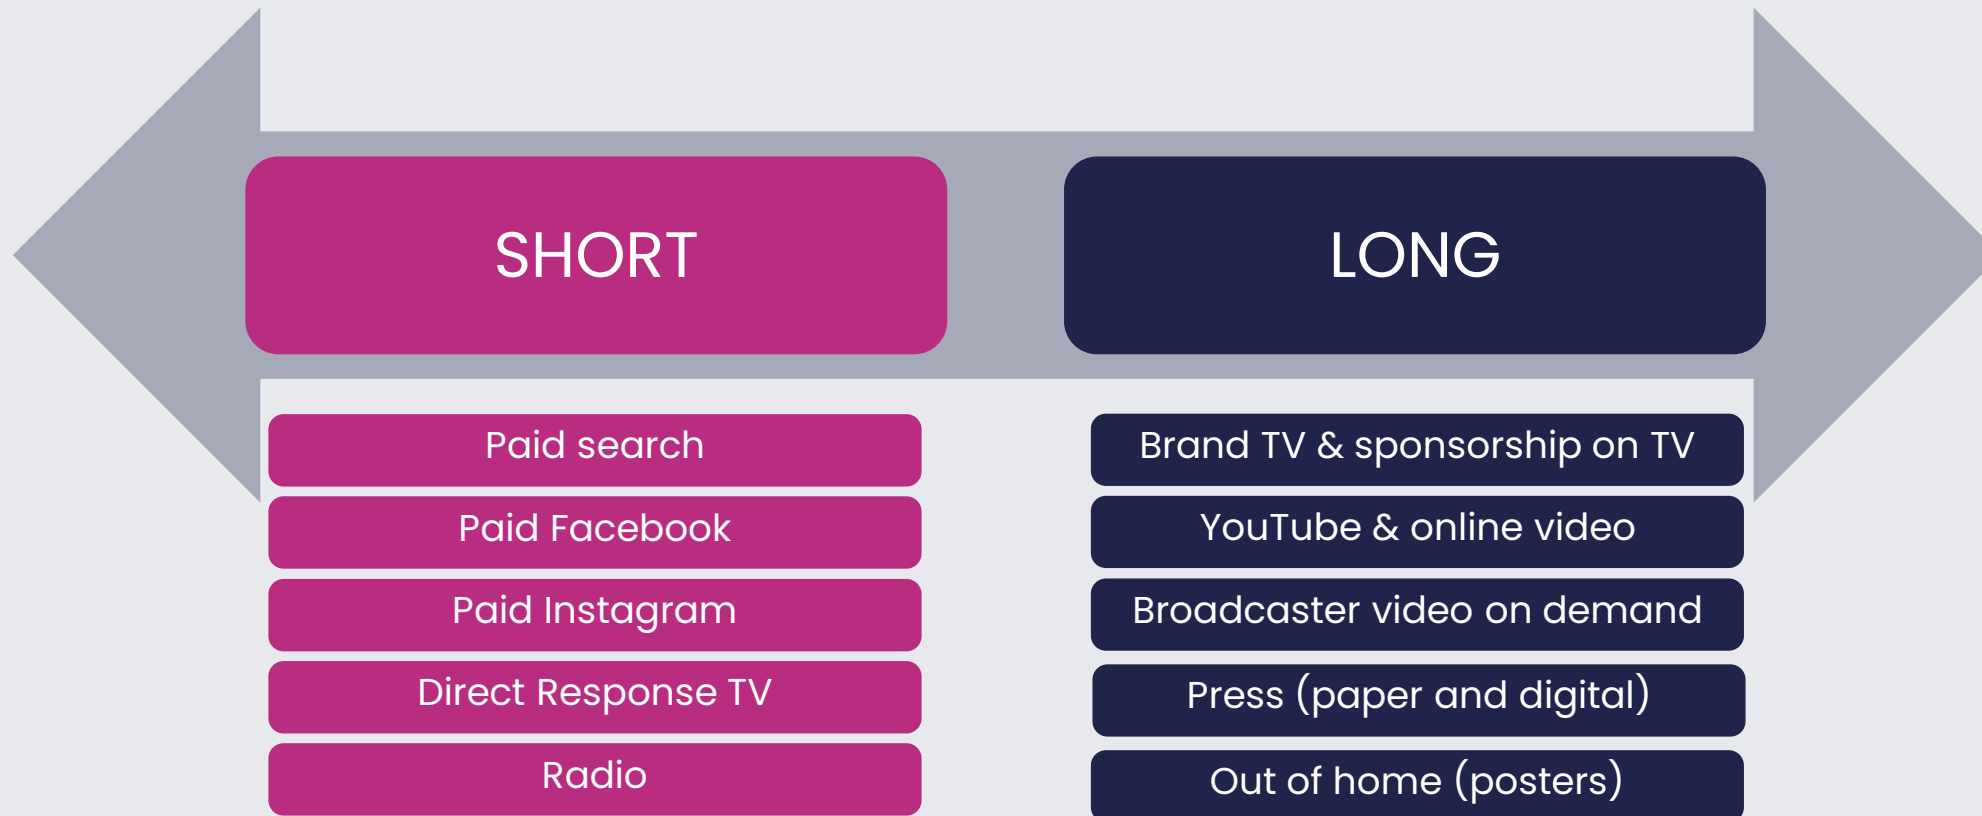 SHORT
LONG
Paid search
Paid Facebook
Paid Instagram
Direct Response TV
Radio
Brand TV & sponsorship on TV
YouTube & online video
Broadcaster video on demand
Press (paper and digital)
Out of home (posters)